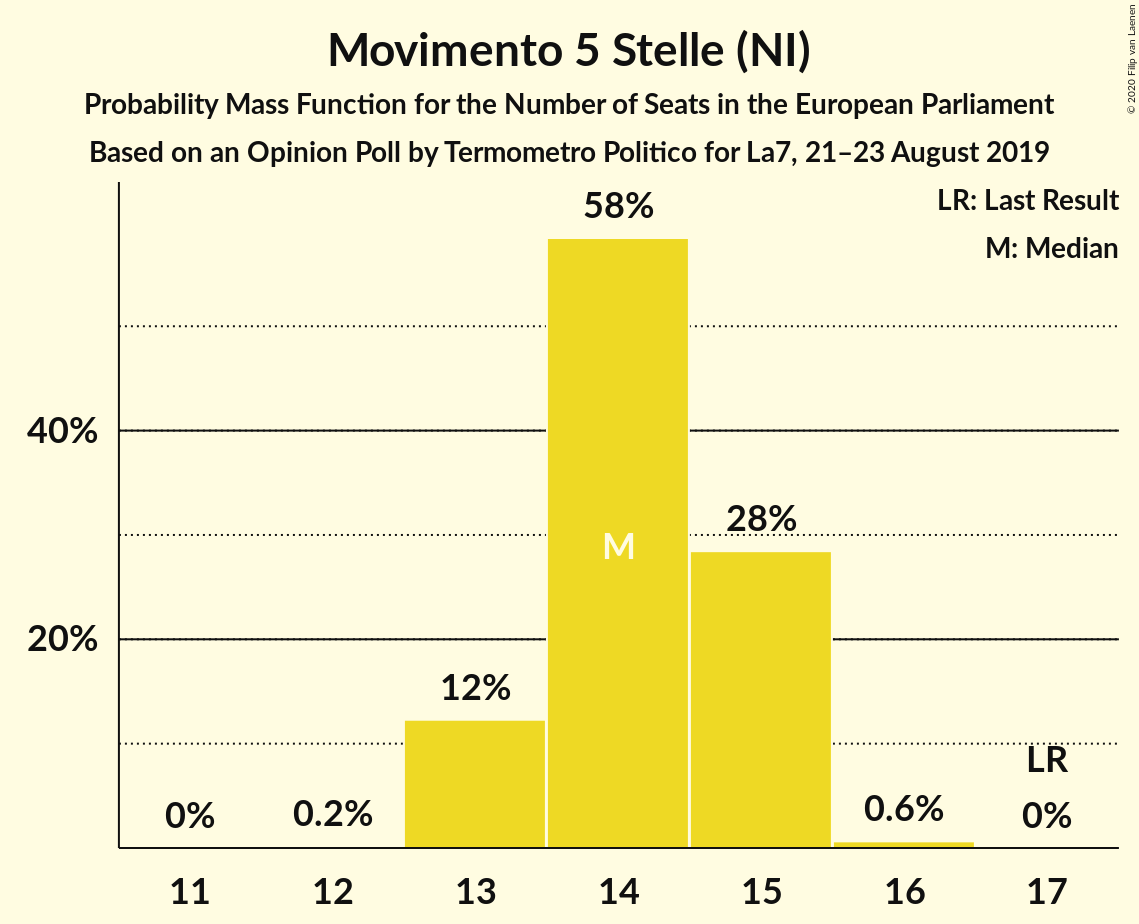 Movimento 5 Stelle (NI)
Probability Mass Function for the Number of Seats in the European Parliament
Based on an Opinion Poll by Termometro Politico for La7, 21–23 August 2019
© 2020 Filip van Laenen
LR: Last Result
M: Median
58%
40%
28%
M
20%
12%
LR
0%
0.2%
0.6%
0%
11 12 13 14 15 16 17